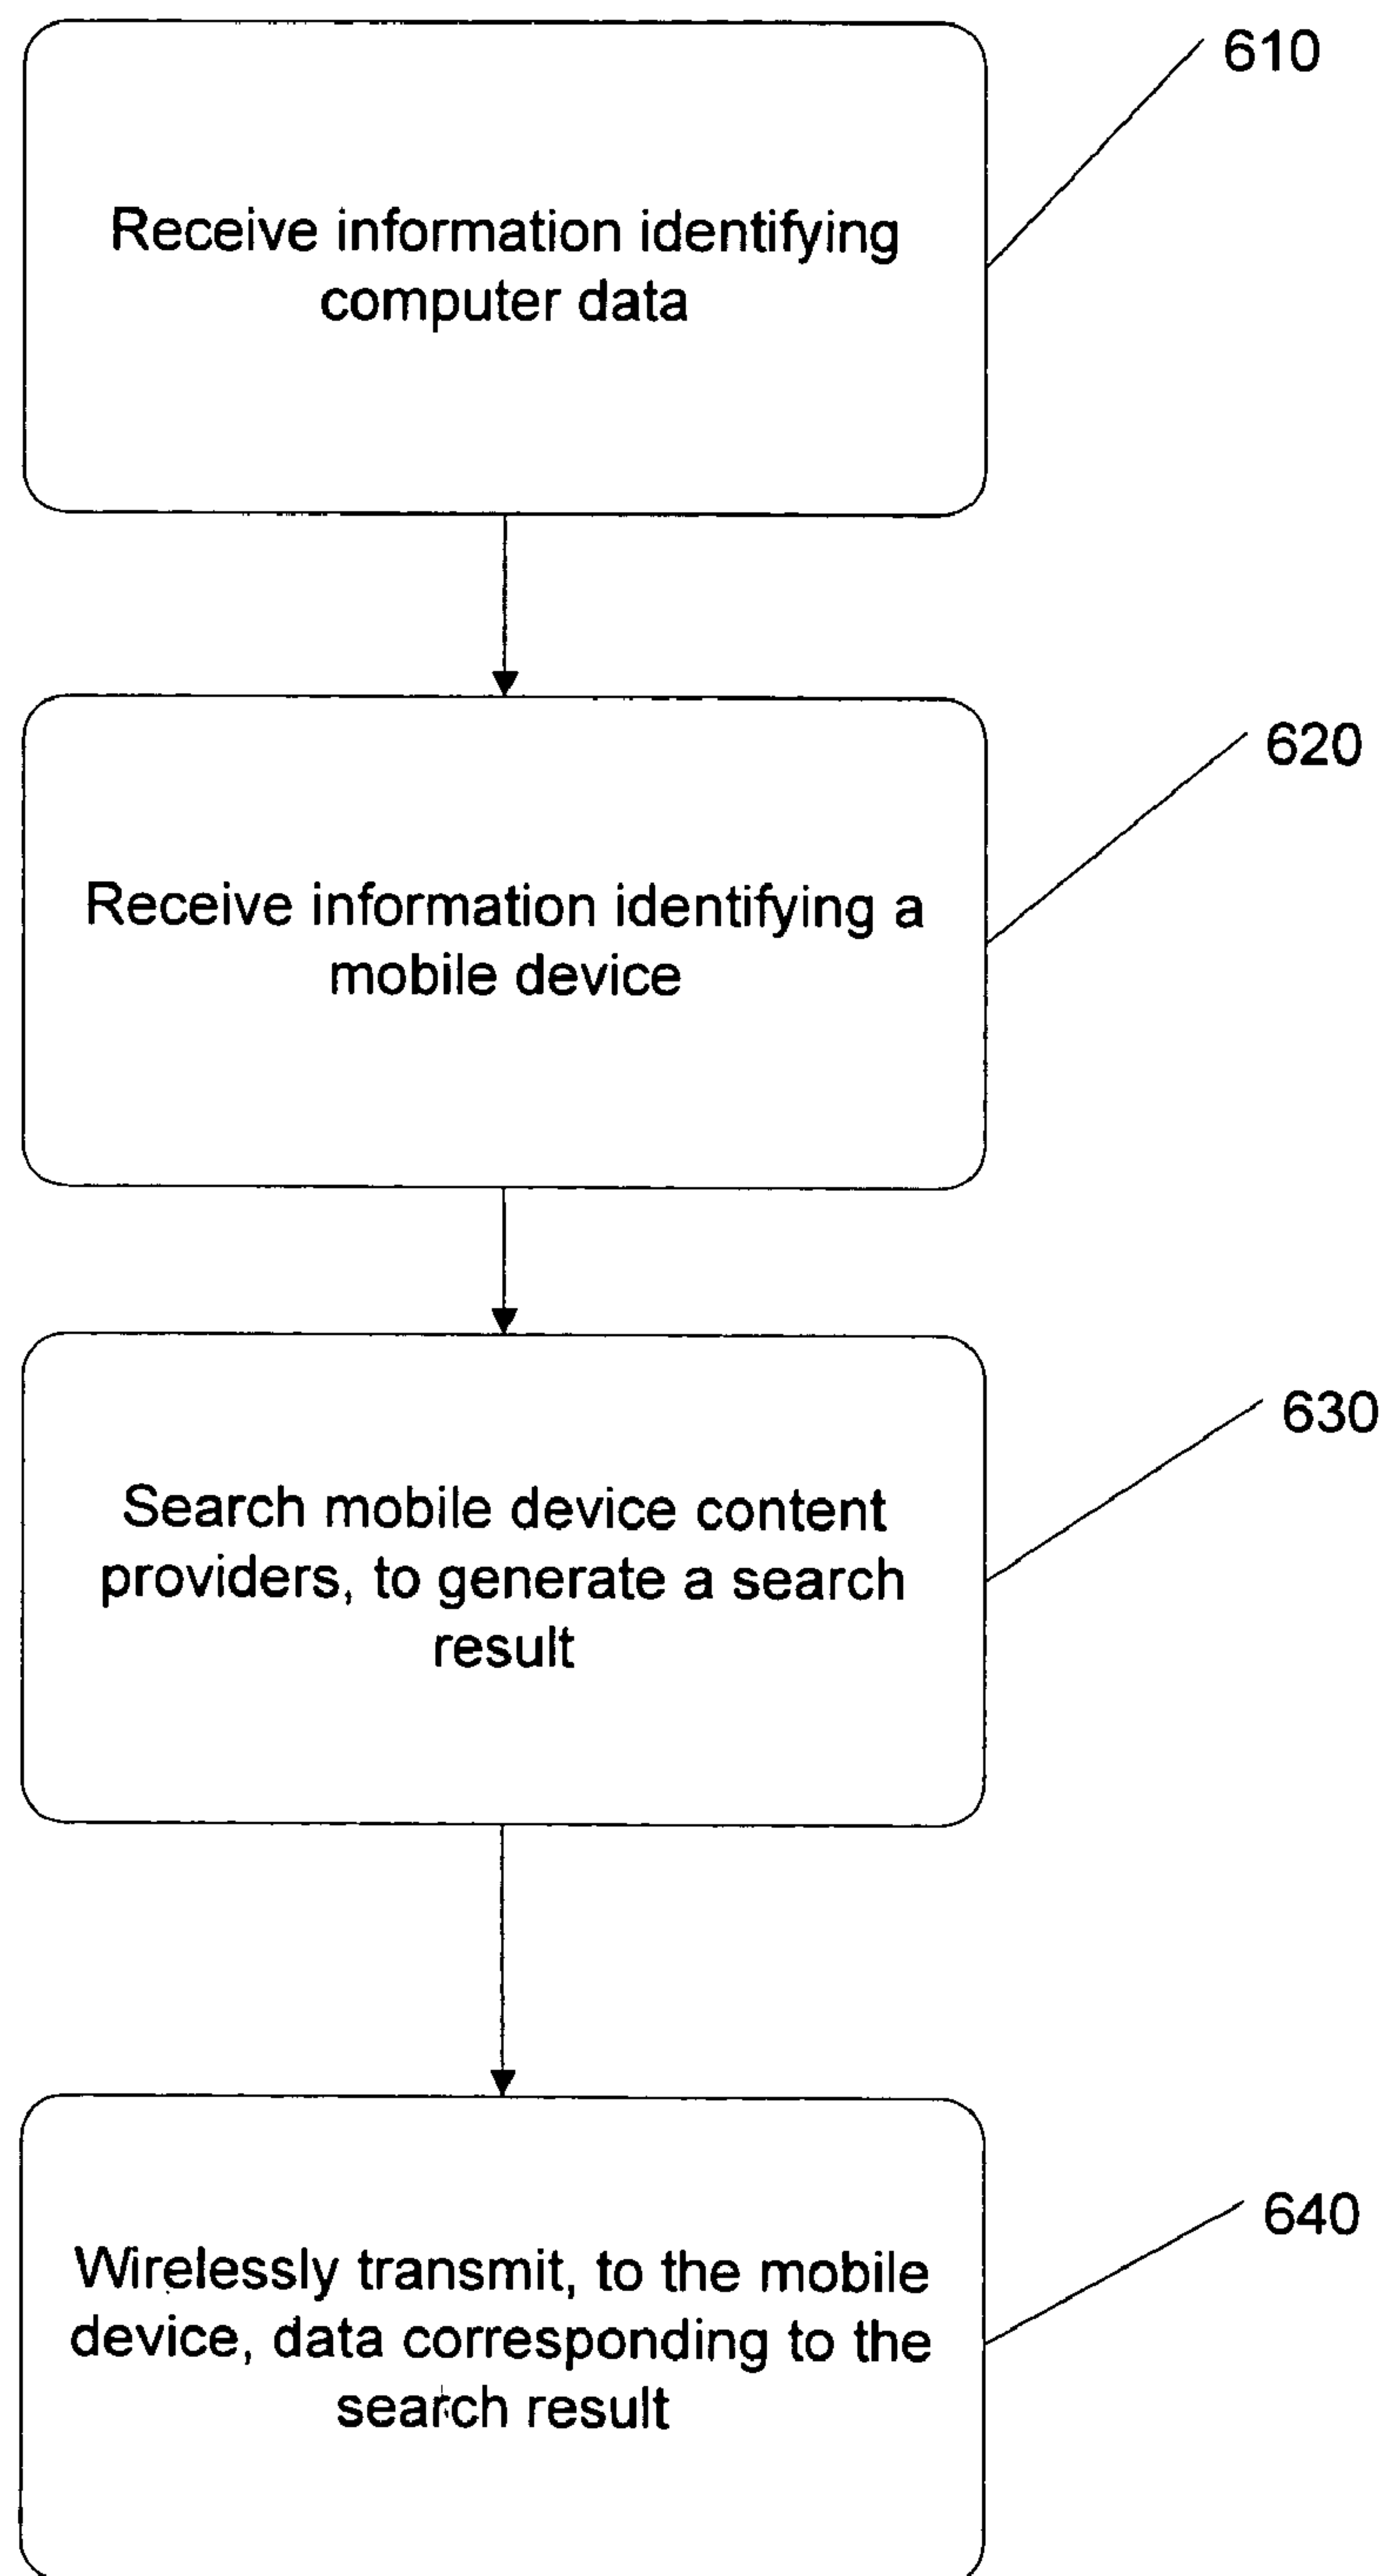 610
Receive information identifying
computer data
620
Receive information identifying a
mobile device
630
Search mobile device content
providers, to generate a search
result
640
Wirelessly transmit, to the mobile
device, data corresponding to the
search result